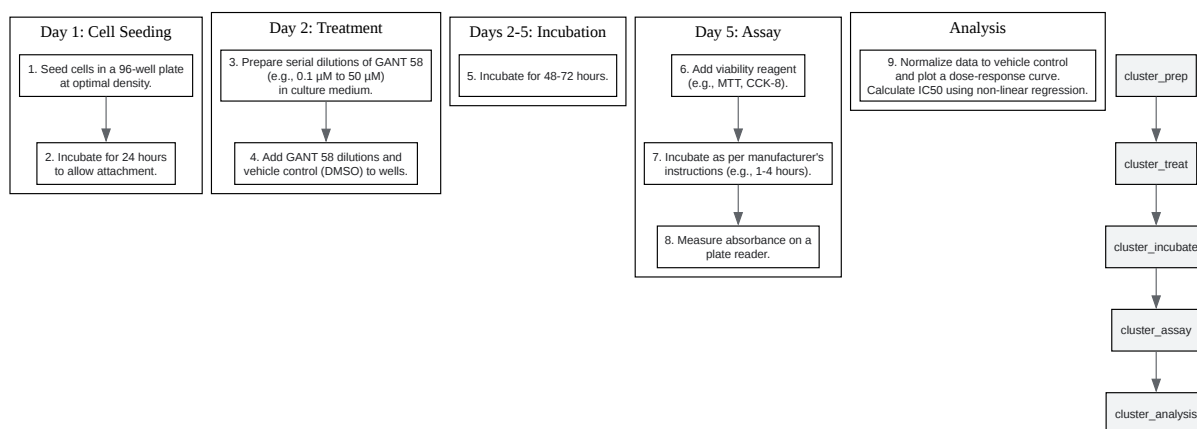 Day 1: Cell Seeding
1. Seed cells in a 96-well plate
at optimal density.
2. Incubate for 24 hours
to allow attachment.
Day 2: Treatment
3. Prepare serial dilutions of GANT 58
(e.g., 0.1 µM to 50 µM)
in culture medium.
4. Add GANT 58 dilutions and
vehicle control (DMSO) to wells.
Days 2-5: Incubation
5. Incubate for 48-72 hours.
Day 5: Assay
6. Add viability reagent
(e.g., MTT, CCK-8).
7. Incubate as per manufacturer's
instructions (e.g., 1-4 hours).
8. Measure absorbance on a
plate reader.
Analysis
9. Normalize data to vehicle control
and plot a dose-response curve.
Calculate IC50 using non-linear regression.
cluster_prep
cluster_treat
cluster_incubate
cluster_assay
cluster_analysis